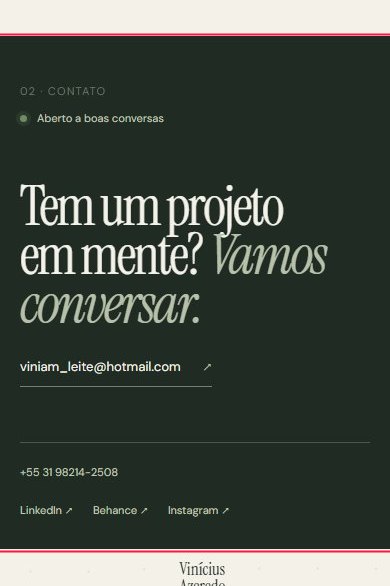 02 · CONTATO
Aberto a boas conversas
Tem um projeto
em mente? Vamos
conversar.
viniam_leite@hotmail.com ↗
+55 31 98214-2508
LinkedIn ↗ Behance ↗ Instagram ↗
Vinícius
Azeredo